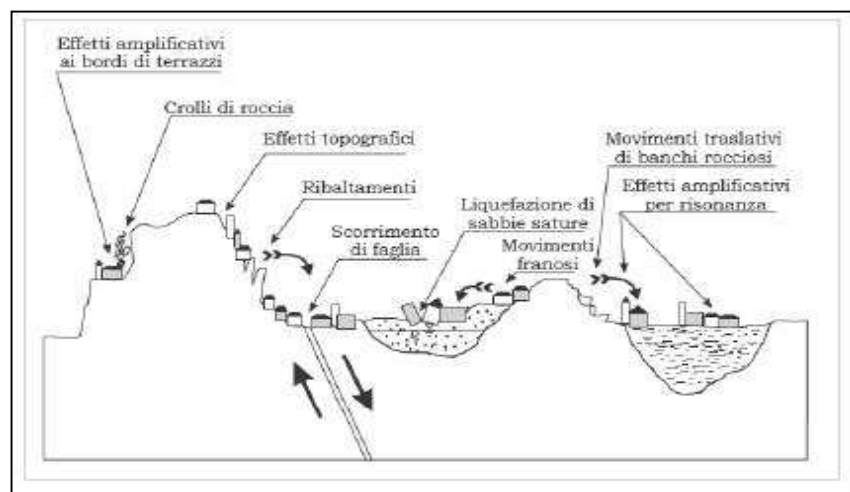 Effetti amplificativi
ai bordi di terrazzi
Crolli di roccia
Effetti topografici
Ribaltamenti
Scorrimento
di faglia
Liquefazione di
sabbie sature
Movimenti
franosi
Movimenti traslativi
di banchi rocciosi
Effetti amplificativi
per risonanza